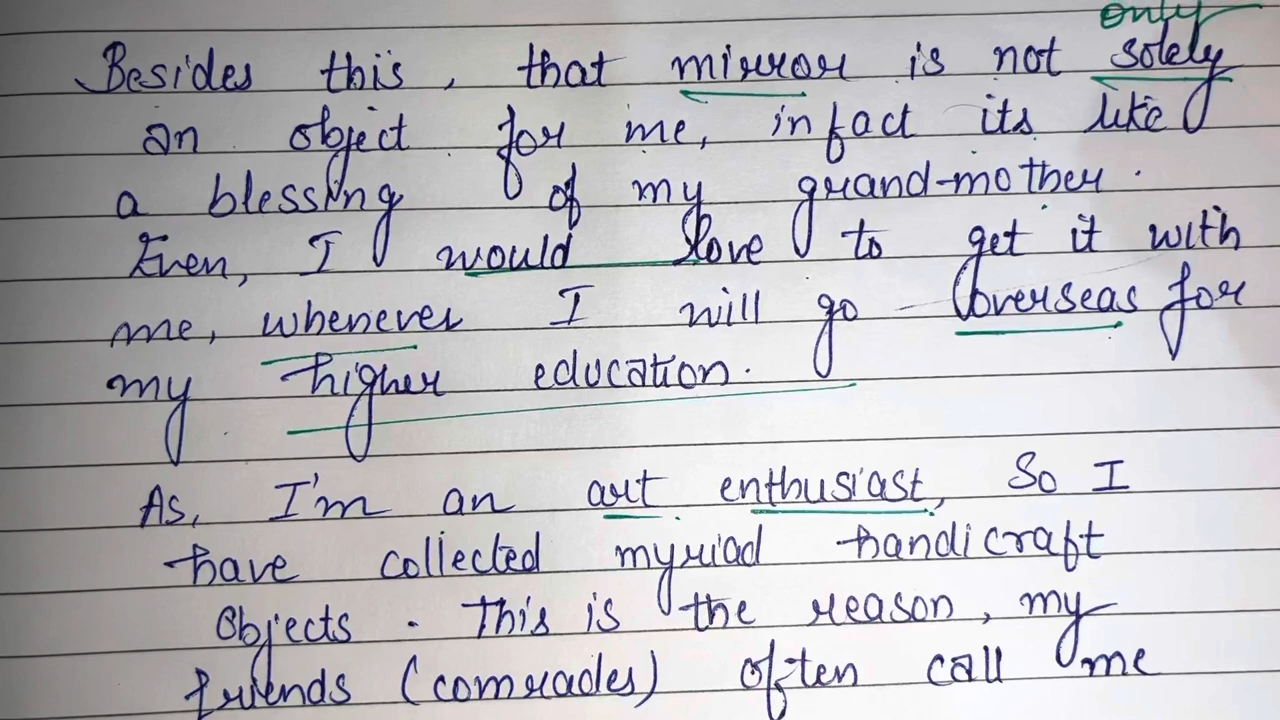 only
Besides this, that mirror is not solely
an object for me, in fact its like
a blessing of my grand-mother.
Even, I would love to get it with
me, whenever I will go overseas for
my higher education.
As, I'm an art enthusiast, So I
have collected myriad handicraft
objects. This is the reason, my
friends (comrades) often call me